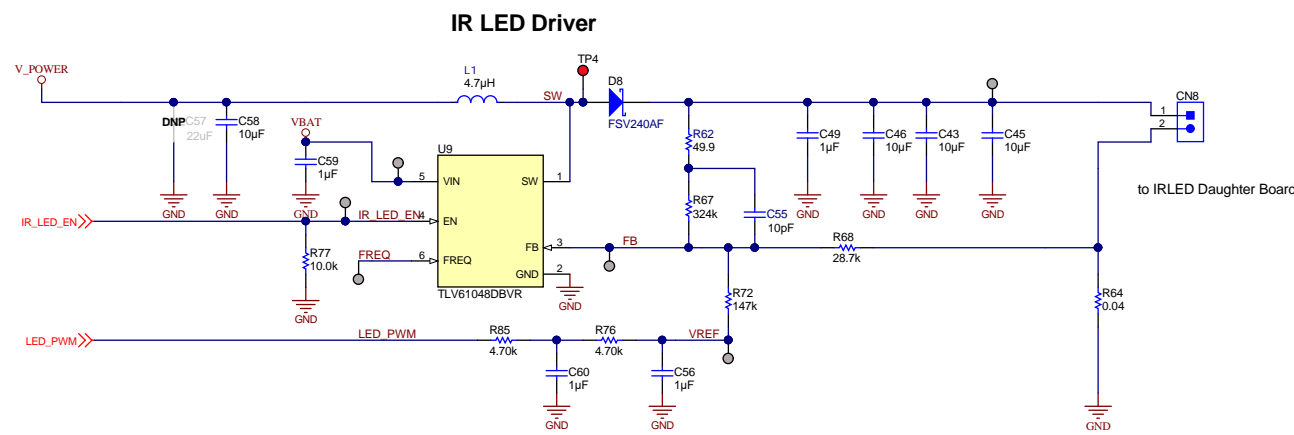 IR LED Driver
TP4
V_POWER
L1
4.7µH
SW
D8
FSV240AF
CN8
1
2
DNP
C57
22uF
C58
10µF
VBAT
C59
1µF
U9
R62
49.9
C49
1µF
C46
10µF
C43
10µF
C45
10µF
5
VIN
SW
1
R67
324k
C55
10pF
GND
GND
GND
GND
GND
GND
GND
to IRLED Daughter Board
IR_LED_EN
IR_LED_EN
4
EN
FB
3
FB
R68
28.7k
R77
10.0k
FREQ
6
FREQ
GND
2
TLV61048DBVR
GND
GND
R72
147k
R64
0.04
LED_PWM
LED_PWM
R85
4.70k
R76
4.70k
VREF
C60
1µF
C56
1µF
GND
GND
GND